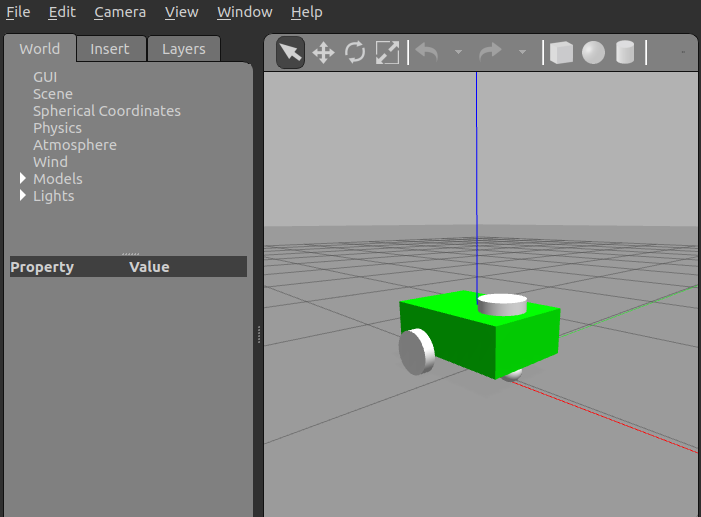 File Edit Camera View Window Help
World Insert Layers
GUI
Scene
Spherical Coordinates
Physics
Atmosphere
Wind
Models
Lights
Property Value